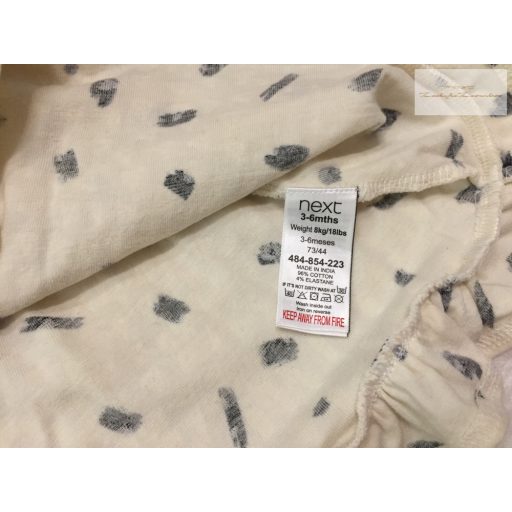 next
3-6mths
Weight 8kg/18lbs
3-6meses
73/44
484-854-223
MADE IN INDIA
96% COTTON
4% ELASTANE
IF IT'S NOT DIRTY WASH AT
Wash inside out
Iron on reverse
KEEP AWAY FROM FIRE